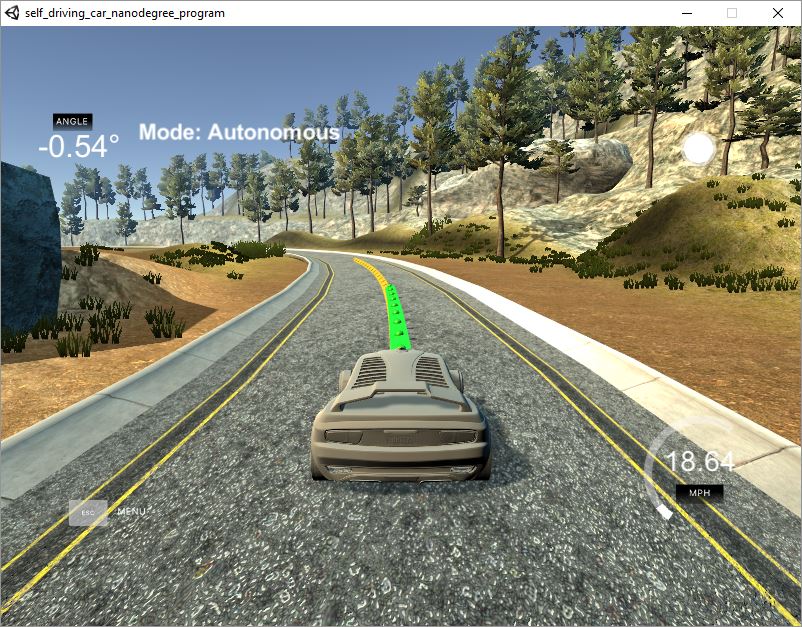 self_driving_car_nanodegree_program
ANGLE
-0.54°
Mode: Autonomous
18.64
MPH
ESC
MENU